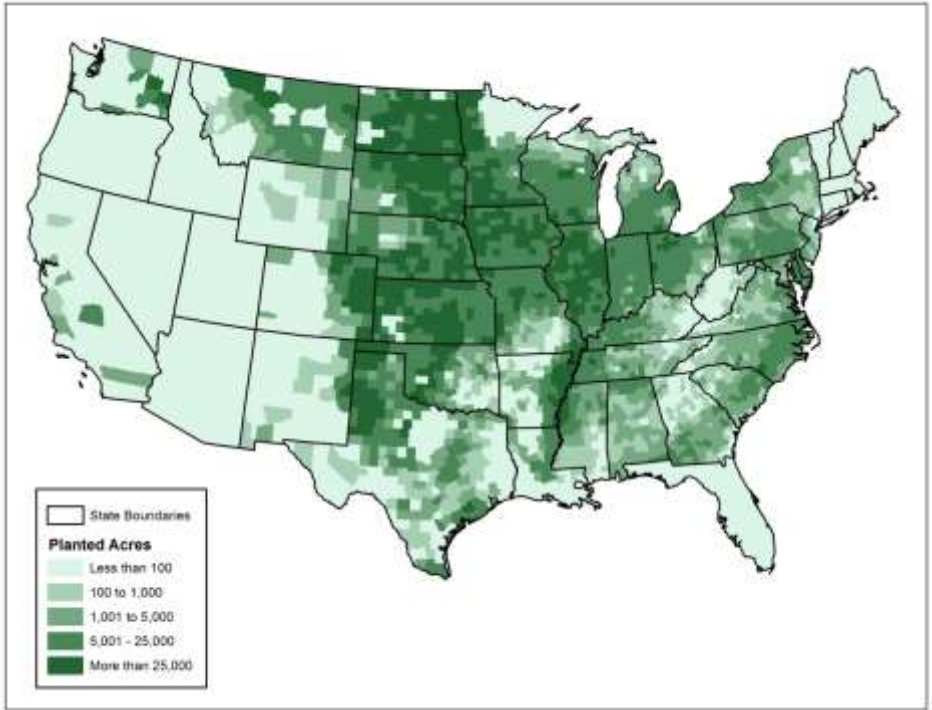 State Boundaries
Planted Acres
Less than 100
100 to 1,000
1,001 to 5,000
5,001 - 25,000
More than 25,000